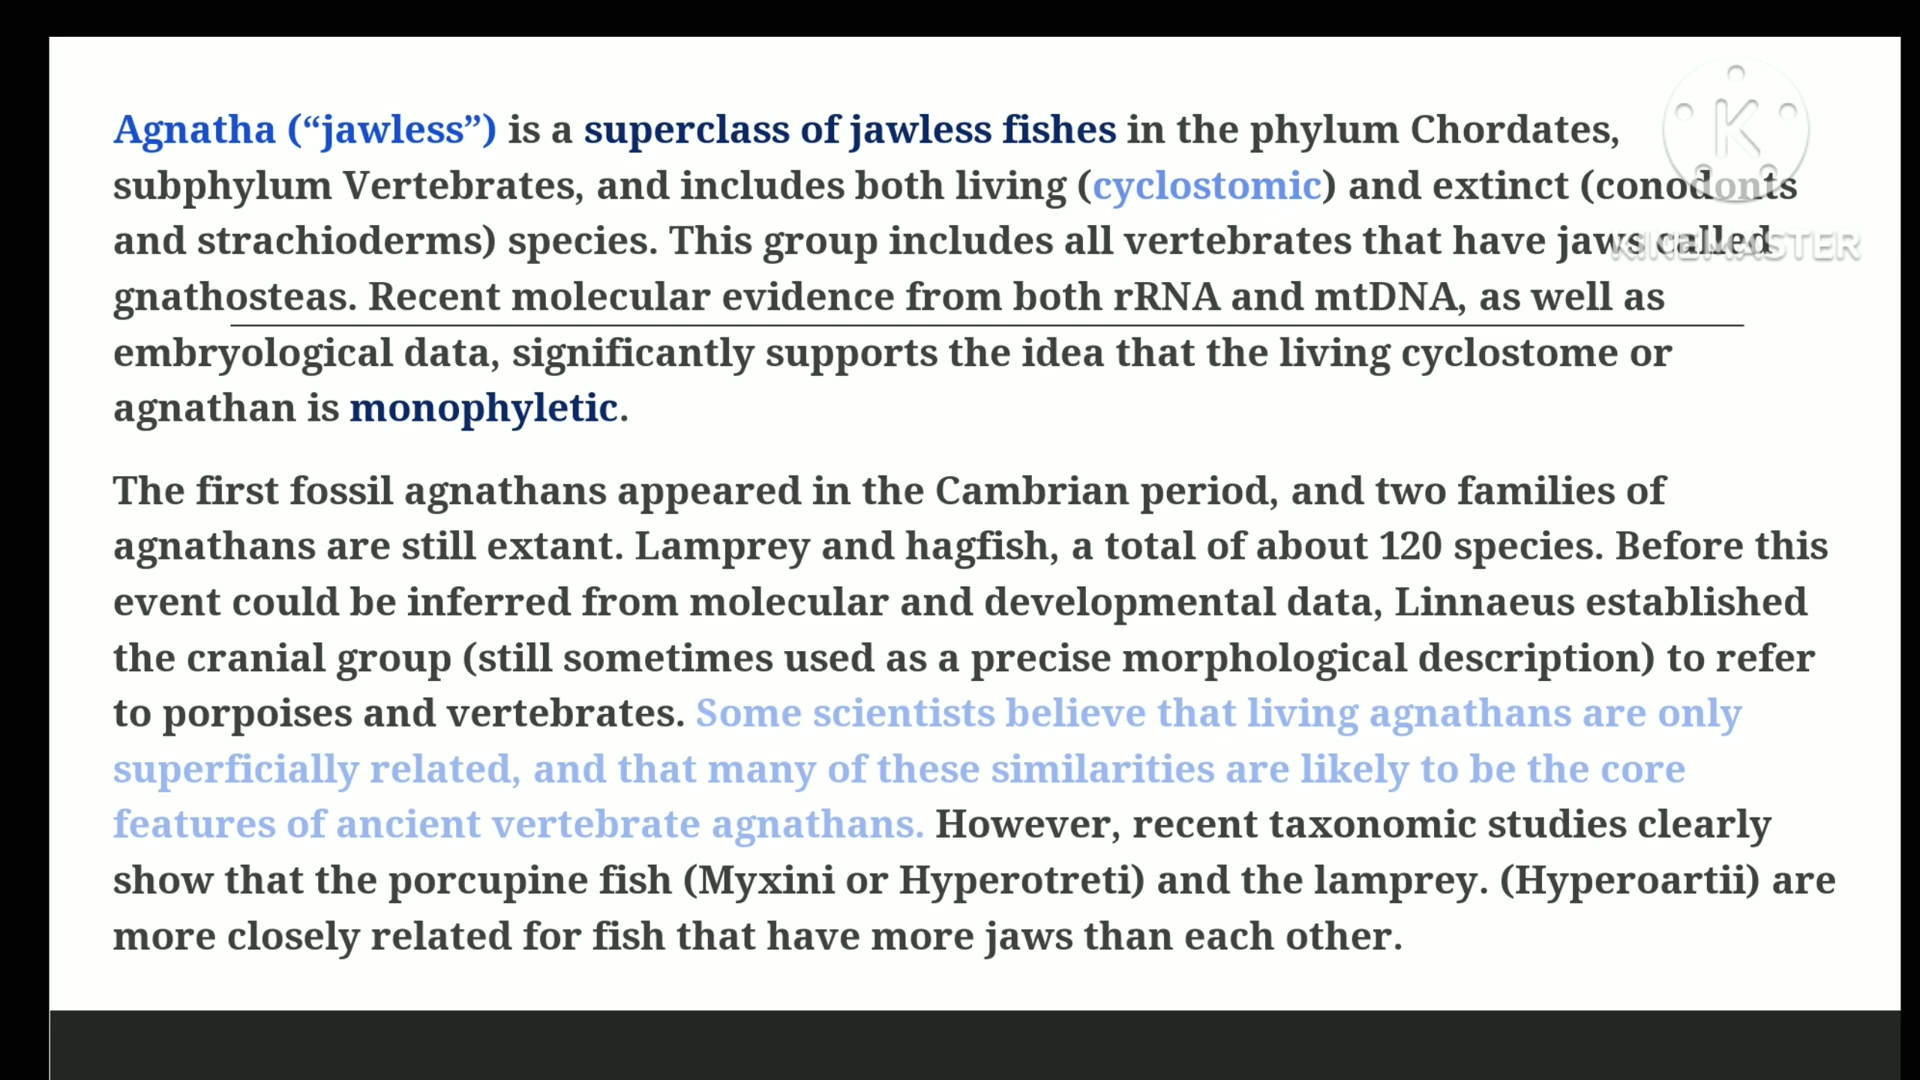 Agnatha (“jawless”) is a superclass of jawless fishes in the phylum Chordates,
subphylum Vertebrates, and includes both living (cyclostomic) and extinct (conodonts
and strachioderms) species. This group includes all vertebrates that have jaws called
gnathosteas. Recent molecular evidence from both rRNA and mtDNA, as well as
embryological data, significantly supports the idea that the living cyclostome or
agnathan is monophyletic.
The first fossil agnathans appeared in the Cambrian period, and two families of
agnathans are still extant. Lamprey and hagfish, a total of about 120 species. Before this
event could be inferred from molecular and developmental data, Linnaeus established
the cranial group (still sometimes used as a precise morphological description) to refer
to porpoises and vertebrates. Some scientists believe that living agnathans are only
superficially related, and that many of these similarities are likely to be the core
features of ancient vertebrate agnathans. However, recent taxonomic studies clearly
show that the porcupine fish (Myxini or Hyperotreti) and the lamprey. (Hyperoartii) are
more closely related for fish that have more jaws than each other.
K
KINEMASTER